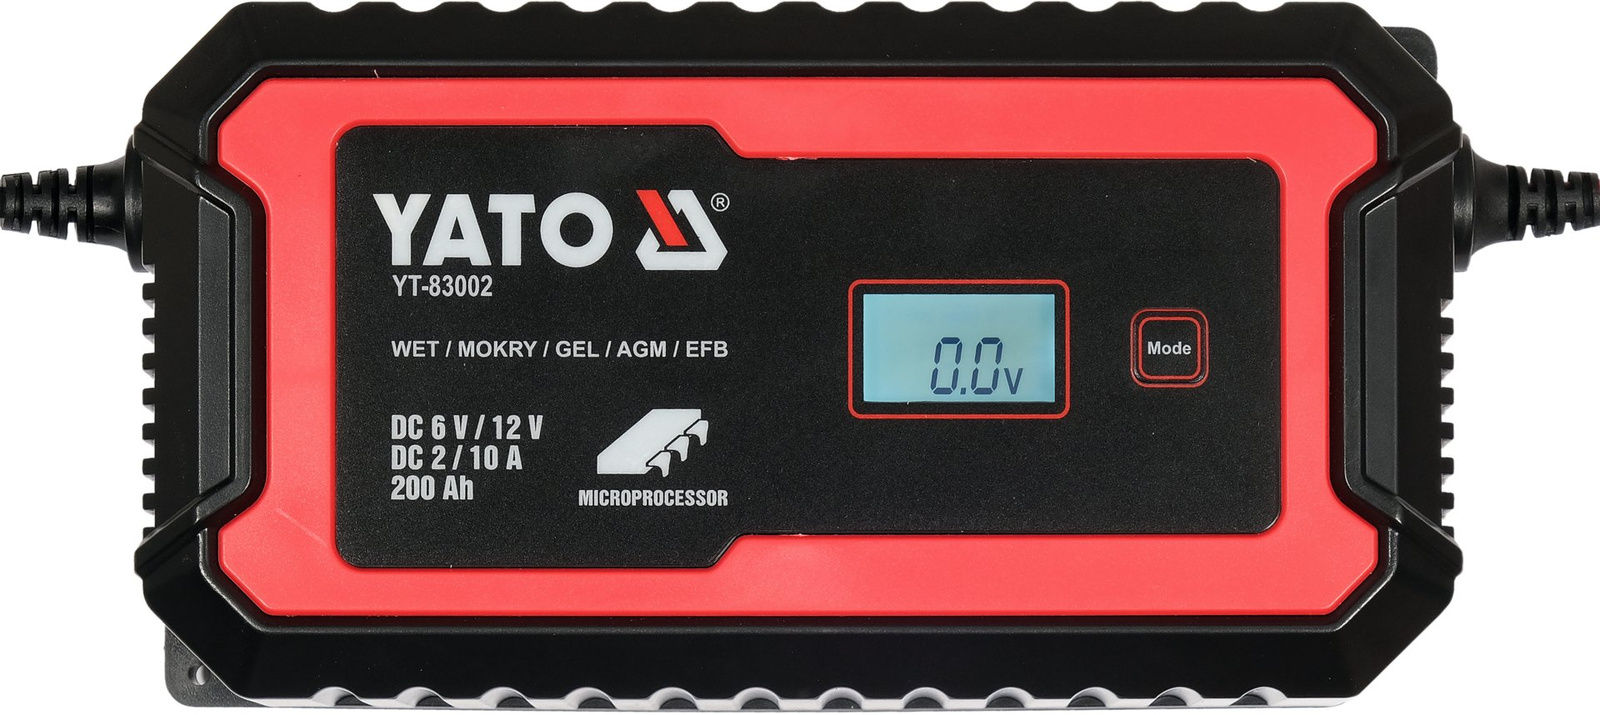 YATO ®
YT-83002
WET / MOKRY / GEL / AGM / EFB
DC 6 V / 12 V
DC 2 / 10 A
200 Ah
MICROPROCESSOR
0.0v
Mode